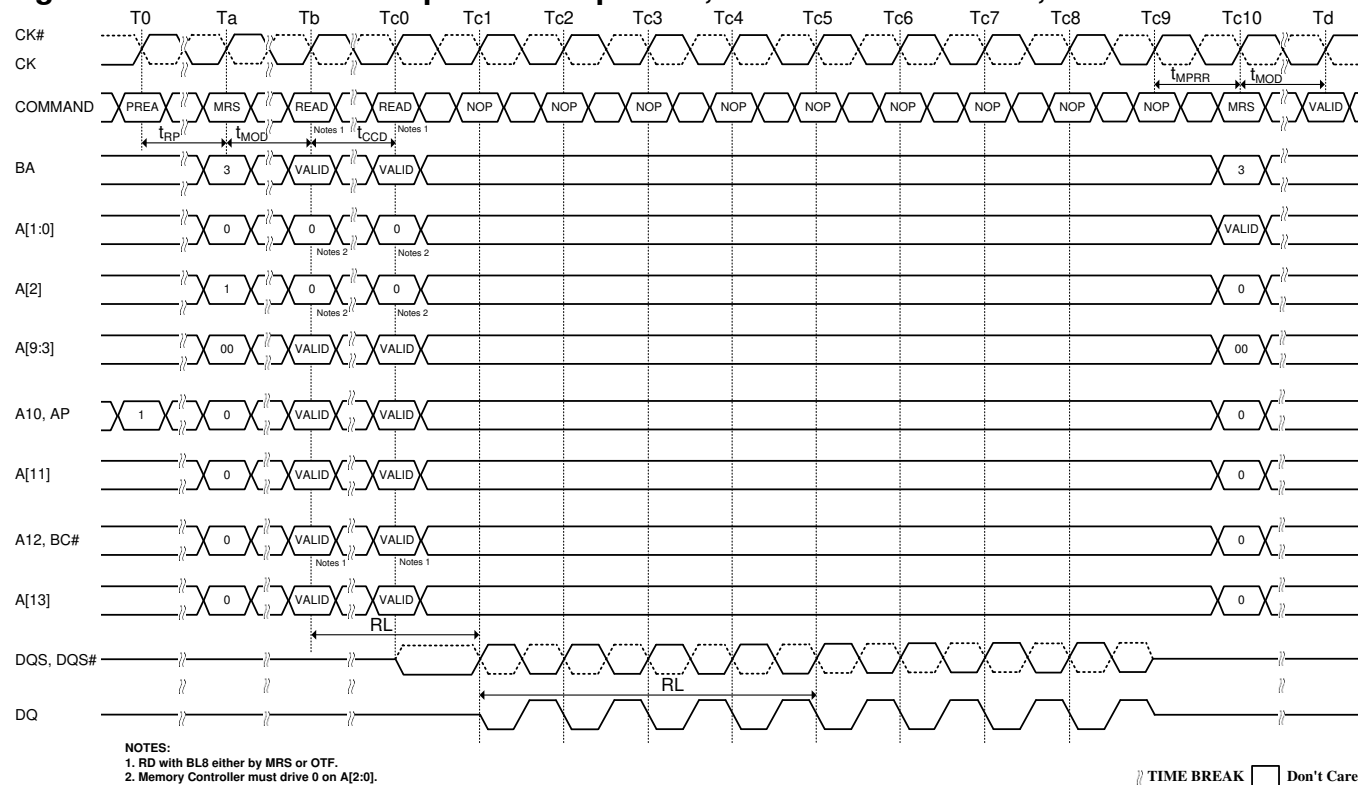 T0 Ta Tb Tc0 Tc1 Tc2 Tc3 Tc4 Tc5 Tc6 Tc7 Tc8 Tc9 Tc10 Td
CK#
CK
tMPRR tMOD
COMMAND PREA MRS READ READ NOP NOP NOP NOP NOP NOP NOP NOP NOP MRS VALID
Notes 1 Notes 1
tRP tMOD tCCD
BA 3 VALID VALID 3
A[1:0] 0 0 0 VALID
Notes 2 Notes 2
A[2] 1 0 0 0
Notes 2 Notes 2
A[9:3] 00 VALID VALID 00
A10, AP 1 0 VALID VALID 0
A[11] 0 VALID VALID 0
A12, BC# 0 VALID VALID 0
Notes 1 Notes 1
A[13] 0 VALID VALID 0
RL
DQS, DQS#
RL
DQ
NOTES:
1. RD with BL8 either by MRS or OTF.
2. Memory Controller must drive 0 on A[2:0].
TIME BREAK Don't Care